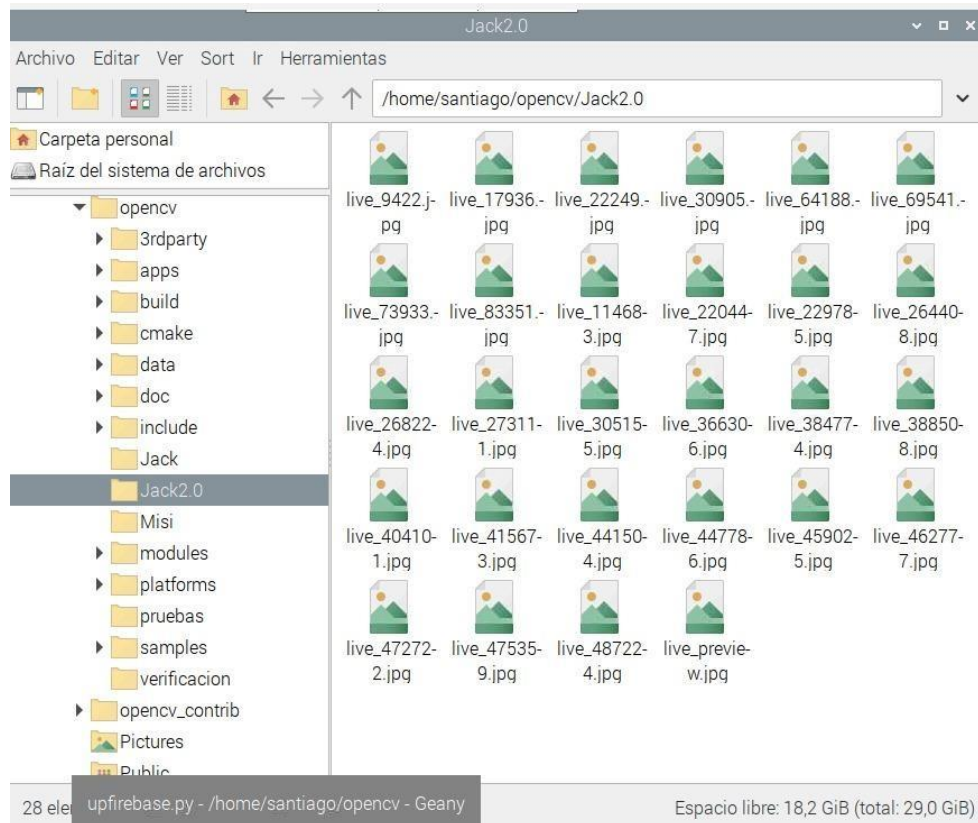 Jack2.0
Archivo Editar Ver Sort Ir Herramientas
/home/santiago/opencv/Jack2.0
Carpeta personal
Raíz del sistema de archivos
opencv
3rdparty
apps
build
cmake
data
doc
include
Jack
Jack2.0
Misi
modules
platforms
pruebas
samples
verificacion
opencv_contrib
Pictures
Public
live_9422.j- live_17936.- live_22249.- live_30905.- live_64188.- live_69541.-
pg jpg jpg jpg jpg jpg
live_73933.- live_83351.- live_11468- live_22044- live_22978- live_26440-
jpg jpg 3.jpg 7.jpg 5.jpg 8.jpg
live_26822- live_27311- live_30515- live_36630- live_38477- live_38850-
4.jpg 1.jpg 5.jpg 6.jpg 4.jpg 8.jpg
live_40410- live_41567- live_44150- live_44778- live_45902- live_46277-
1.jpg 3.jpg 4.jpg 6.jpg 5.jpg 7.jpg
live_47272- live_47535- live_48722- live_previe-
2.jpg 9.jpg 4.jpg w.jpg
28 ele
upfirebase.py - /home/santiago/opencv - Geany
Espacio libre: 18,2 GiB (total: 29,0 GiB)